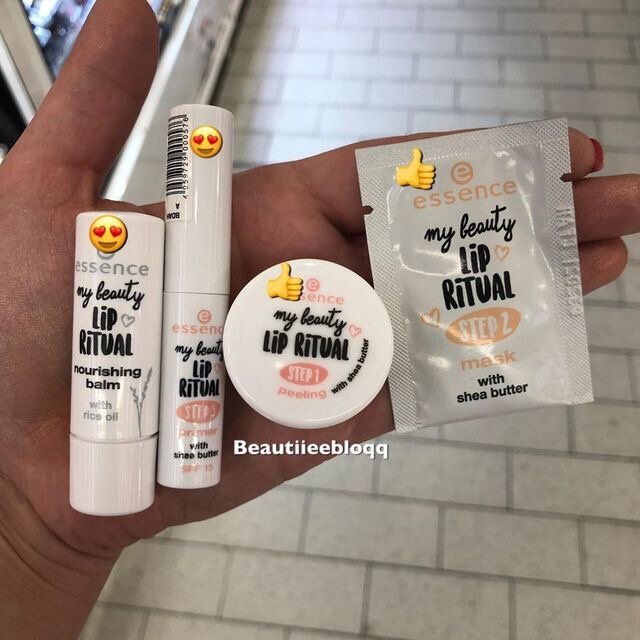 essence
my beauty
LiP
RiTUAL
nourishing
balm
with
rice oil
essence
my beauty
LiP
RiTUAL
STEP 3
primer
with
shea butter
SPF 15
essence
my beauty
LiP RiTUAL
STEP 1
peeling
with shea butter
e
essence
my beauty
LiP
RiTUAL
STEP 2
mask
with
shea butter
Beautiieebloqq